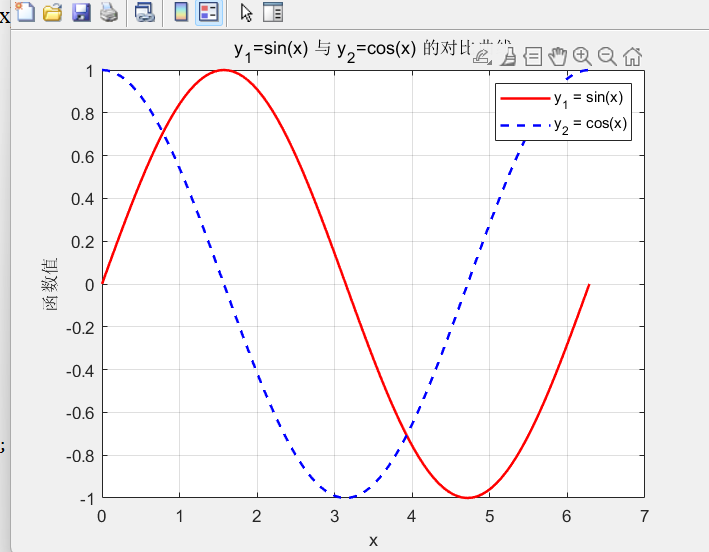 x
y1=sin(x) 与 y2=cos(x) 的对比曲线
y1 = sin(x)
y2 = cos(x)
1
0.8
0.6
0.4
0.2
0
-0.2
-0.4
-0.6
-0.8
-1
函数值
;
0 1 2 3 4 5 6 7
x